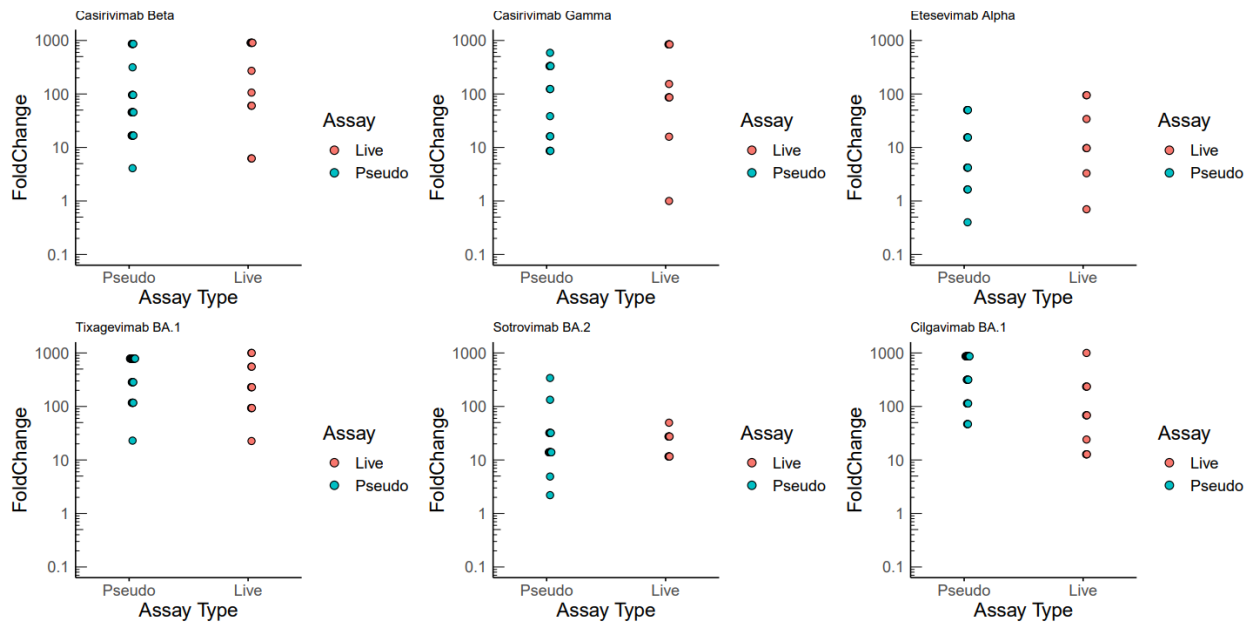 Casirivimab Beta
1000
100
10
1
0.1
FoldChange
Pseudo Live
Assay Type
Assay
Live
Pseudo
Casirivimab Gamma
1000
100
10
1
0.1
FoldChange
Pseudo Live
Assay Type
Assay
Live
Pseudo
Etesevimab Alpha
1000
100
10
1
0.1
FoldChange
Pseudo Live
Assay Type
Assay
Live
Pseudo
Tixagevimab BA.1
1000
100
10
1
0.1
FoldChange
Pseudo Live
Assay Type
Assay
Live
Pseudo
Sotrovimab BA.2
1000
100
10
1
0.1
FoldChange
Pseudo Live
Assay Type
Assay
Live
Pseudo
Cilgavimab BA.1
1000
100
10
1
0.1
FoldChange
Pseudo Live
Assay Type
Assay
Live
Pseudo